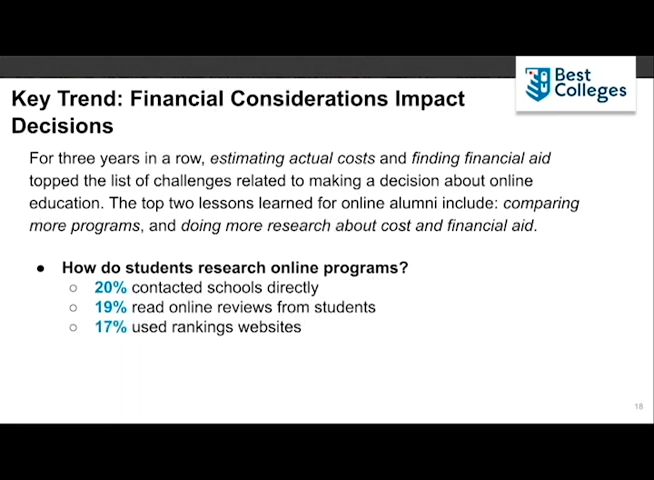 Best
Colleges
Key Trend: Financial Considerations Impact
Decisions
For three years in a row, estimating actual costs and finding financial aid
topped the list of challenges related to making a decision about online
education. The top two lessons learned for online alumni include: comparing
more programs, and doing more research about cost and financial aid.
● How do students research online programs?
○ 20% contacted schools directly
○ 19% read online reviews from students
○ 17% used rankings websites
18